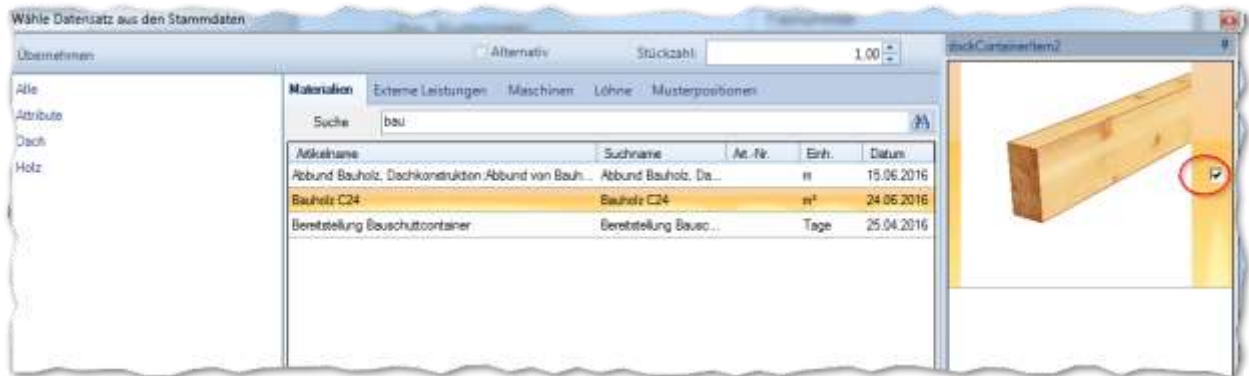 Wähle Datensatz aus den Stammdaten
Übernehmen
Alternativ
Stückzahl:
1,00
dockContainerItem2
Alle
Attribute
Dach
Holz
Materialien Externe Leistungen Maschinen Löhne Musterpositionen
Suche bau
Artikelname Suchname Art.-Nr. Einh. Datum
Abbund Bauholz, Dachkonstruktion:Abbund von Bauh... Abbund Bauholz, Da... m 15.06.2016
Bauholz C24 Bauholz C24 24.06.2016
Bereitstellung Bauschuttcontainer Bereitstellung Bausc... Tage 25.04.2016